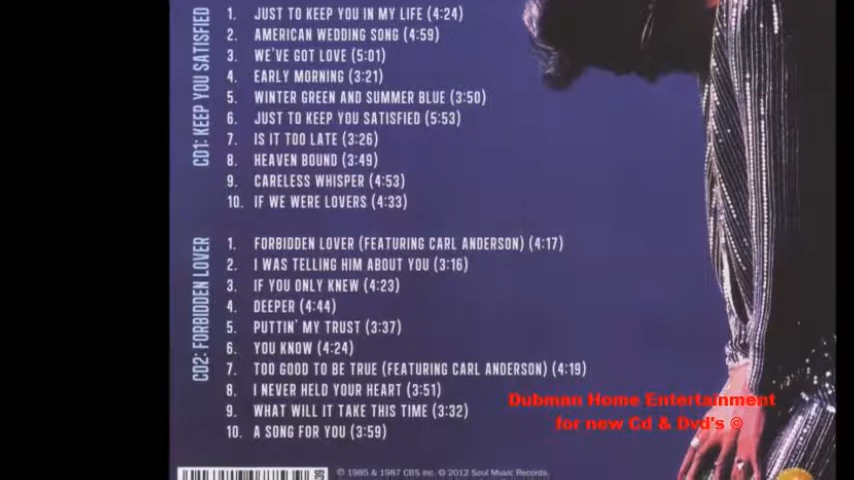 CD1: KEEP YOU SATISFIED
1. JUST TO KEEP YOU IN MY LIFE (4:24)
2. AMERICAN WEDDING SONG (4:59)
3. WE'VE GOT LOVE (5:01)
4. EARLY MORNING (3:21)
5. WINTER GREEN AND SUMMER BLUE (3:50)
6. JUST TO KEEP YOU SATISFIED (5:53)
7. IS IT TOO LATE (3:26)
8. HEAVEN BOUND (3:49)
9. CARELESS WHISPER (4:53)
10. IF WE WERE LOVERS (4:33)
CD2: FORBIDDEN LOVER
1. FORBIDDEN LOVER (FEATURING CARL ANDERSON) (4:17)
2. I WAS TELLING HIM ABOUT YOU (3:16)
3. IF YOU ONLY KNEW (4:23)
4. DEEPER (4:44)
5. PUTTIN' MY TRUST (3:37)
6. YOU KNOW (4:24)
7. TOO GOOD TO BE TRUE (FEATURING CARL ANDERSON) (4:19)
8. I NEVER HELD YOUR HEART (3:51)
9. WHAT WILL IT TAKE THIS TIME (3:32)
10. A SONG FOR YOU (3:59)
Dubman Home Entertainment
for new Cd & Dvd's ©
℗ 1985 & 1987 CBS Inc. © 2012 Soul Music Records.